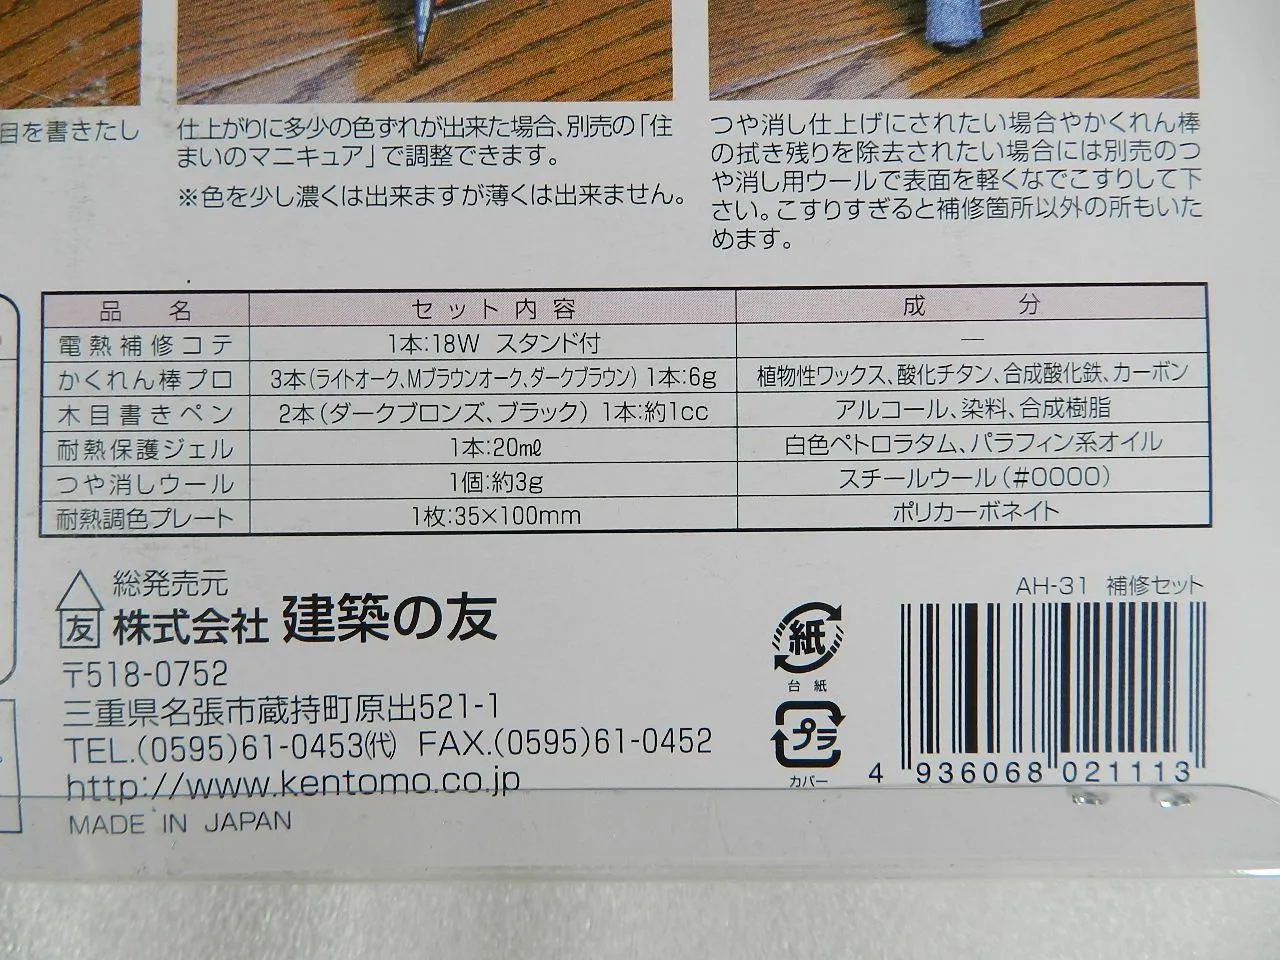 目を書きたし
仕上がりに多少の色ずれが出来た場合、別売の「住
まいのマニキュア」で調整できます。
※色を少し濃くは出来ますが薄くは出来ません。
つや消し仕上げにされたい場合やかくれん棒
の拭き残りを除去されたい場合には別売のつ
や消し用ウールで表面を軽くなでこすりして下
さい。こすりすぎると補修箇所以外の所もいた
めます。
品名 セット内容 成分
電熱補修コテ 1本:18W スタンド付 —
かくれん棒プロ 3本(ライトオーク、Mブラウンオーク、ダークブラウン) 1本:6g 植物性ワックス、酸化チタン、合成酸化鉄、カーボン
木目書きペン 2本(ダークブロンズ、ブラック) 1本:約1cc アルコール、染料、合成樹脂
耐熱保護ジェル 1本:20㎖ 白色ペトロラタム、パラフィン系オイル
つや消しウール 1個:約3g スチールウール(#0000)
耐熱調色プレート 1枚:35×100mm ポリカーボネイト
総発売元
友 株式会社 建築の友
〒518-0752
三重県名張市蔵持町原出521-1
TEL.(0595)61-0453㈹ FAX.(0595)61-0452
http://www.kentomo.co.jp
MADE IN JAPAN
紙
台紙
プラ
カバー
AH-31 補修セット
4 936068 021113